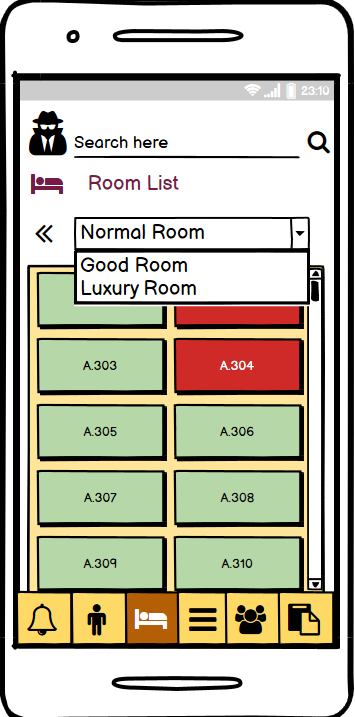 23:10
Search here
Room List
Normal Room
Good Room
Luxury Room
A.303 A.304
A.305 A.306
A.307 A.308
A.309 A.310